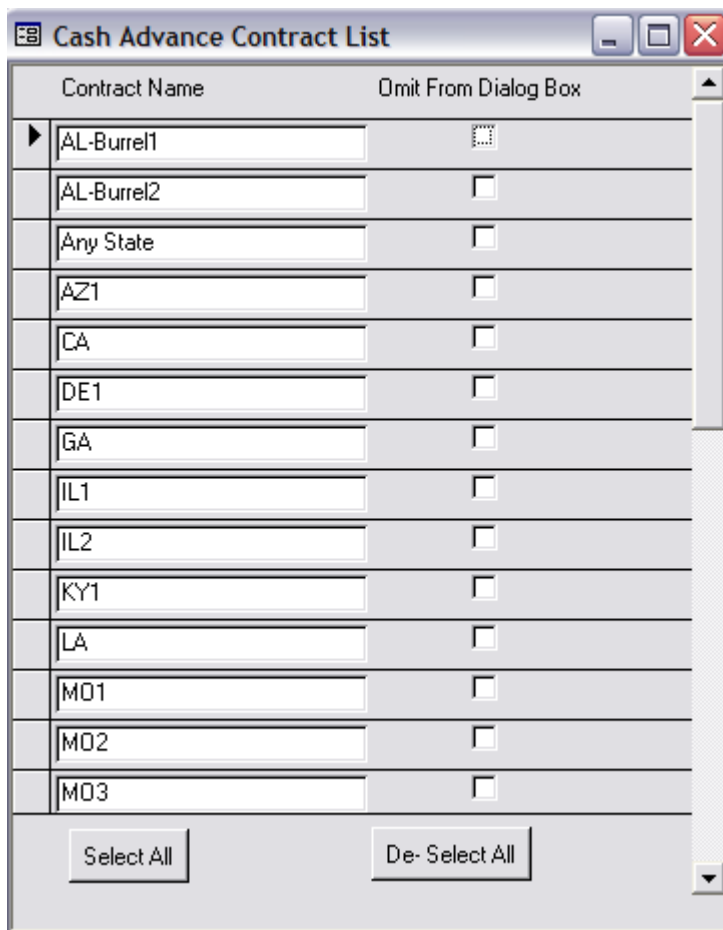 Cash Advance Contract List
Contract Name Omit From Dialog Box
AL-Burrel1
AL-Burrel2
Any State
AZ1
CA
DE1
GA
IL1
IL2
KY1
LA
MO1
MO2
MO3
Select All De- Select All